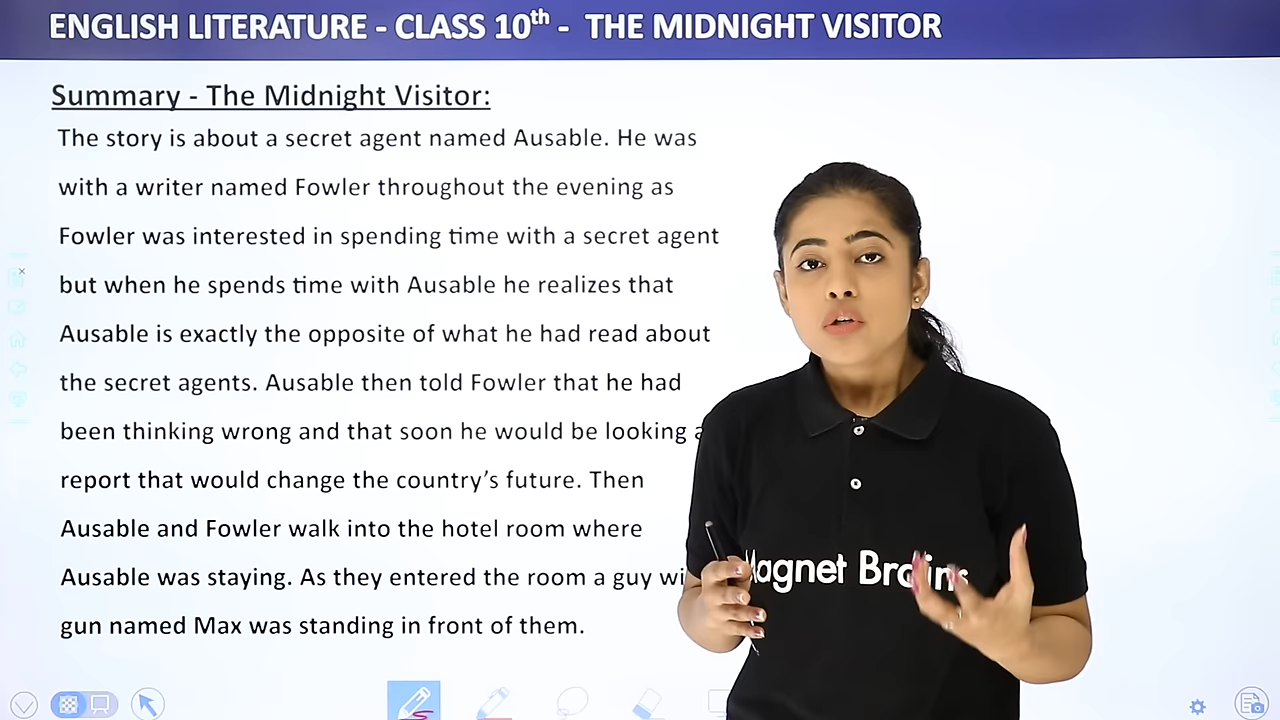 ENGLISH LITERATURE - CLASS 10th - THE MIDNIGHT VISITOR
Summary - The Midnight Visitor:
The story is about a secret agent named Ausable. He was
with a writer named Fowler throughout the evening as
Fowler was interested in spending time with a secret agent
but when he spends time with Ausable he realizes that
Ausable is exactly the opposite of what he had read about
the secret agents. Ausable then told Fowler that he had
been thinking wrong and that soon he would be looking
report that would change the country's future. Then
Ausable and Fowler walk into the hotel room where
Ausable was staying. As they entered the room a guy
gun named Max was standing in front of them.
Magnet Brains